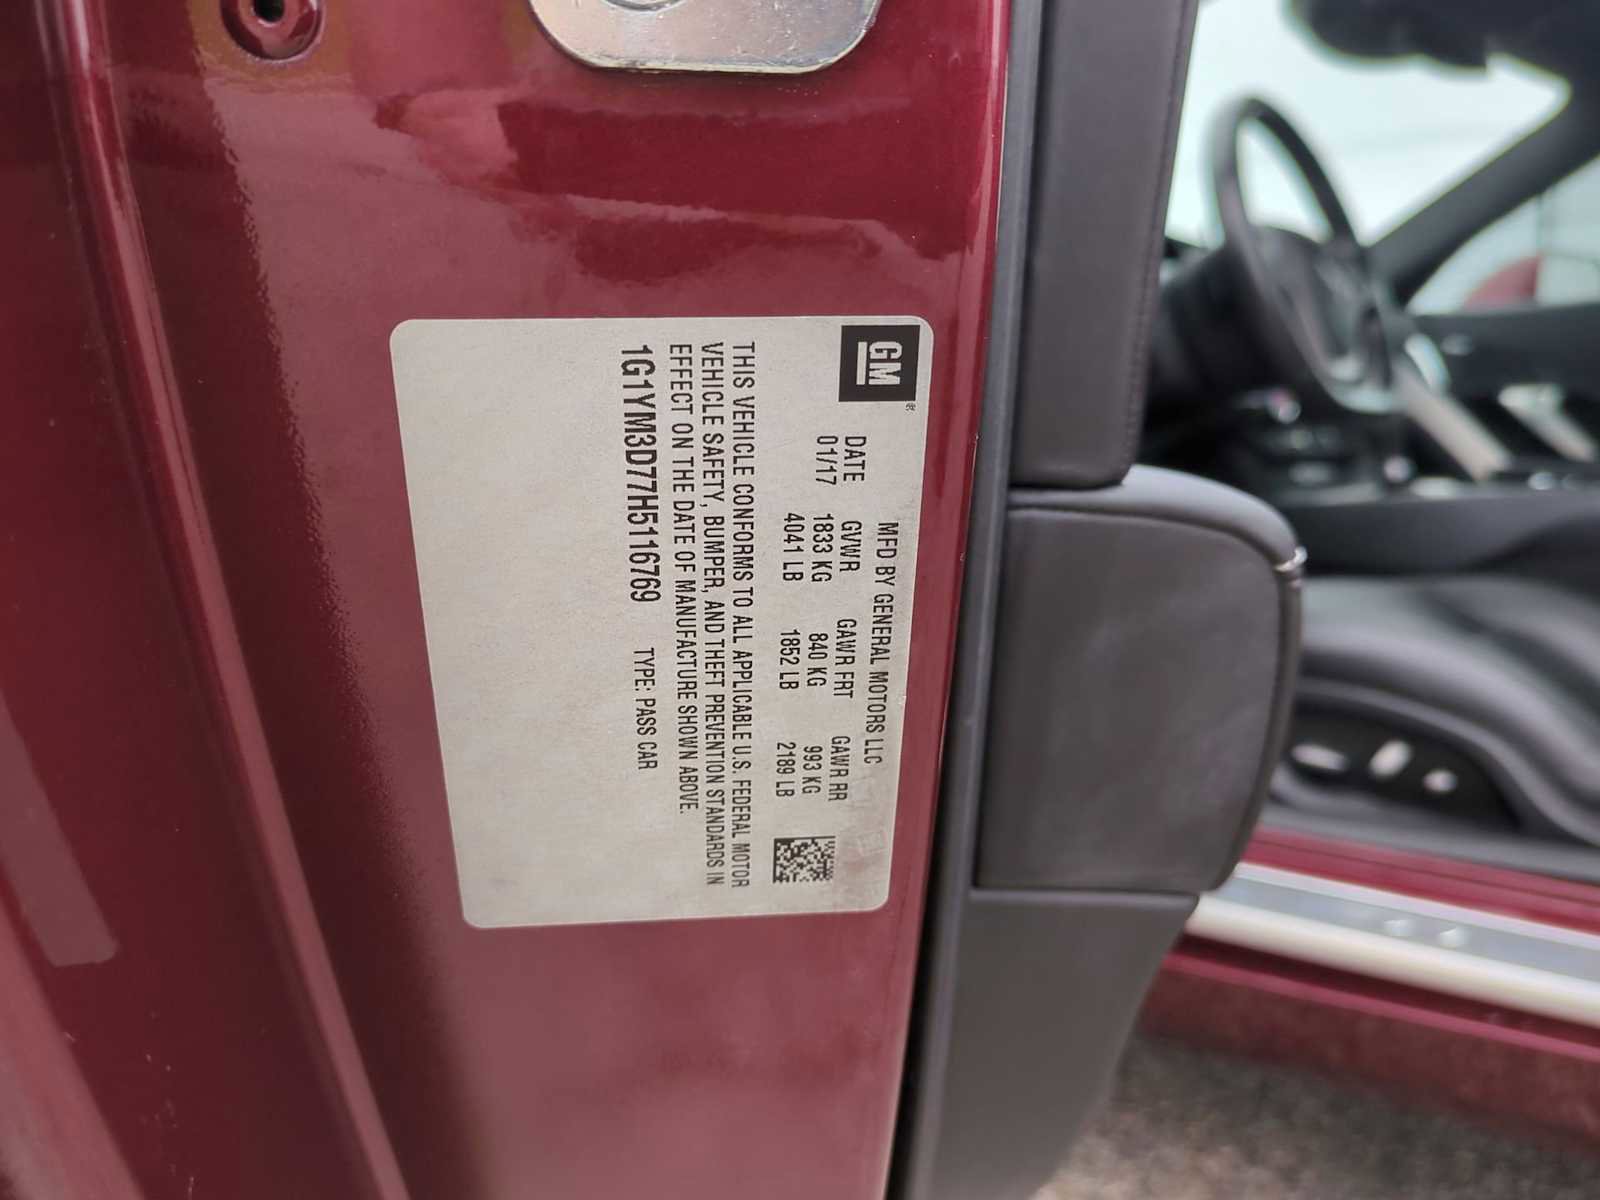 GM®
MFD BY GENERAL MOTORS LLC
DATE GVWR GAWR FRT GAWR RR
01/17 1833 KG 840 KG 993 KG
4041 LB 1852 LB 2189 LB
THIS VEHICLE CONFORMS TO ALL APPLICABLE U.S. FEDERAL MOTOR
VEHICLE SAFETY, BUMPER, AND THEFT PREVENTION STANDARDS IN
EFFECT ON THE DATE OF MANUFACTURE SHOWN ABOVE.
1G1YM3D77H5116769 TYPE: PASS CAR